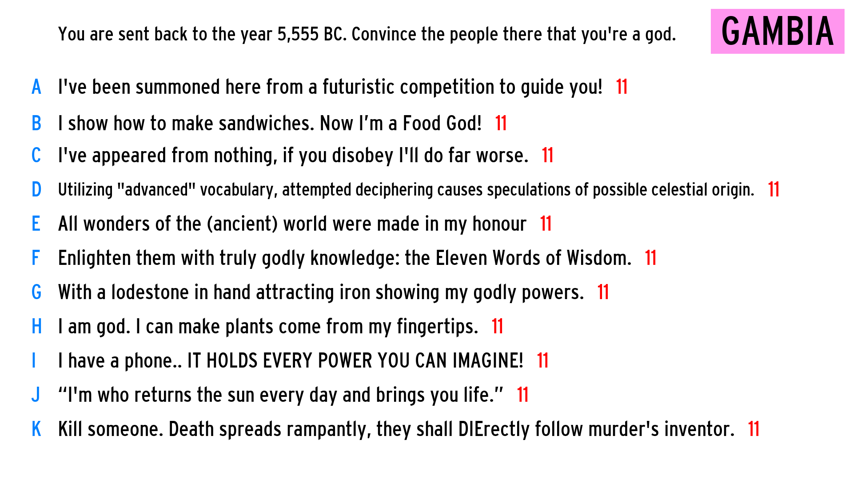 You are sent back to the year 5,555 BC. Convince the people there that you're a god. GAMBIA
A I've been summoned here from a futuristic competition to guide you! 11
B I show how to make sandwiches. Now I’m a Food God! 11
C I've appeared from nothing, if you disobey I'll do far worse. 11
D Utilizing "advanced" vocabulary, attempted deciphering causes speculations of possible celestial origin. 11
E All wonders of the (ancient) world were made in my honour 11
F Enlighten them with truly godly knowledge: the Eleven Words of Wisdom. 11
G With a lodestone in hand attracting iron showing my godly powers. 11
H I am god. I can make plants come from my fingertips. 11
I I have a phone.. IT HOLDS EVERY POWER YOU CAN IMAGINE! 11
J “I'm who returns the sun every day and brings you life.” 11
K Kill someone. Death spreads rampantly, they shall DIErectly follow murder's inventor. 11